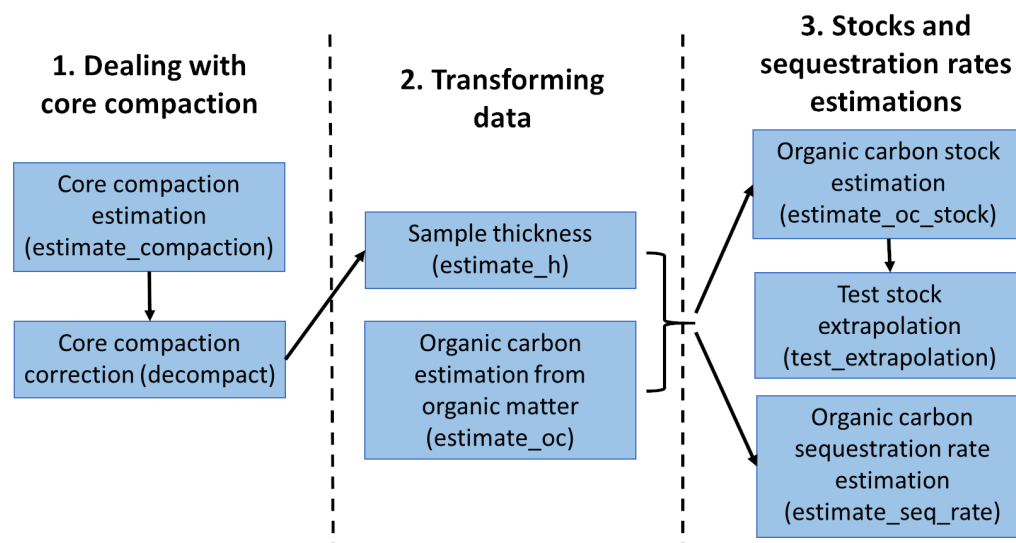 1. Dealing with
core compaction
Core compaction
estimation
(estimate_compaction)
Core compaction
correction (decompact)
2. Transforming
data
Sample thickness
(estimate_h)
Organic carbon
estimation from
organic matter
(estimate_oc)
3. Stocks and
sequestration rates
estimations
Organic carbon stock
estimation
(estimate_oc_stock)
Test stock
extrapolation
(test_extrapolation)
Organic carbon
sequestration rate
estimation
(estimate_seq_rate)